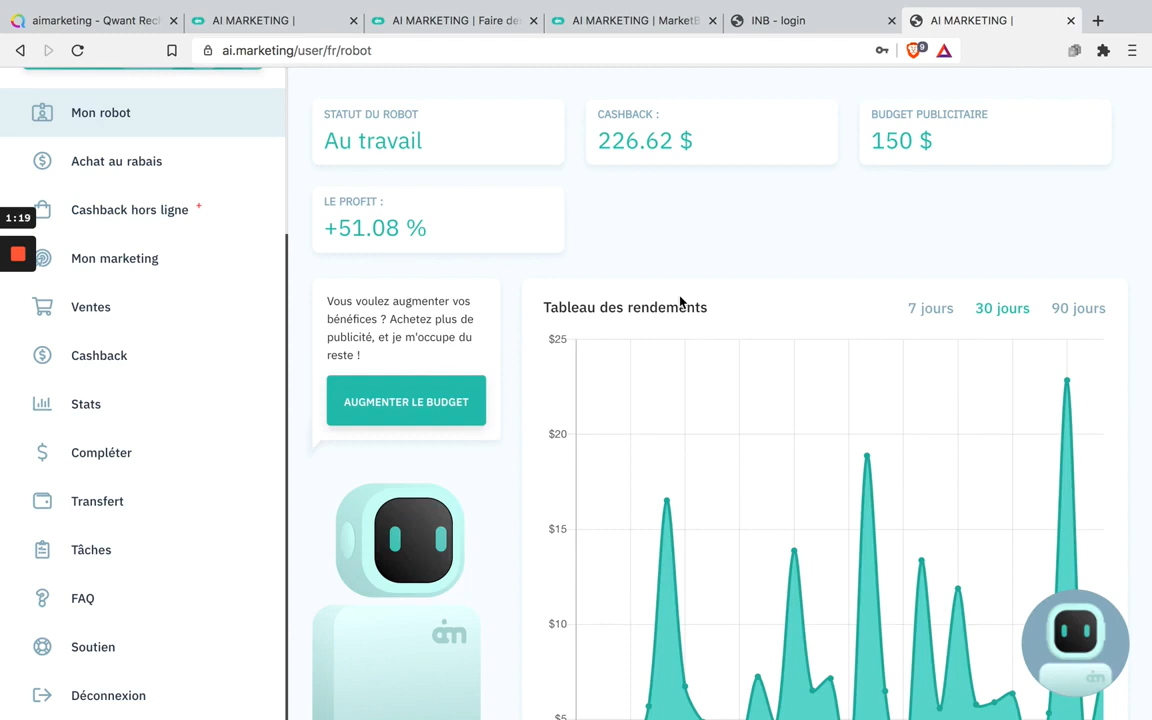 aimarketing - Qwant Rech
AI MARKETING |
AI MARKETING | Faire des
AI MARKETING | MarketB
INB - login
AI MARKETING |
ai.marketing/user/fr/robot
9
Mon robot
Achat au rabais
Cashback hors ligne +
1:19
Mon marketing
Ventes
Cashback
Stats
Compléter
Transfert
Tâches
FAQ
Soutien
Déconnexion
STATUT DU ROBOT
Au travail
CASHBACK :
226.62 $
BUDGET PUBLICITAIRE
150 $
LE PROFIT :
+51.08 %
Vous voulez augmenter vos
bénéfices ? Achetez plus de
publicité, et je m'occupe du
reste !
AUGMENTER LE BUDGET
am
Tableau des rendements
7 jours
30 jours
90 jours
$25
$20
$15
$10
$5
am